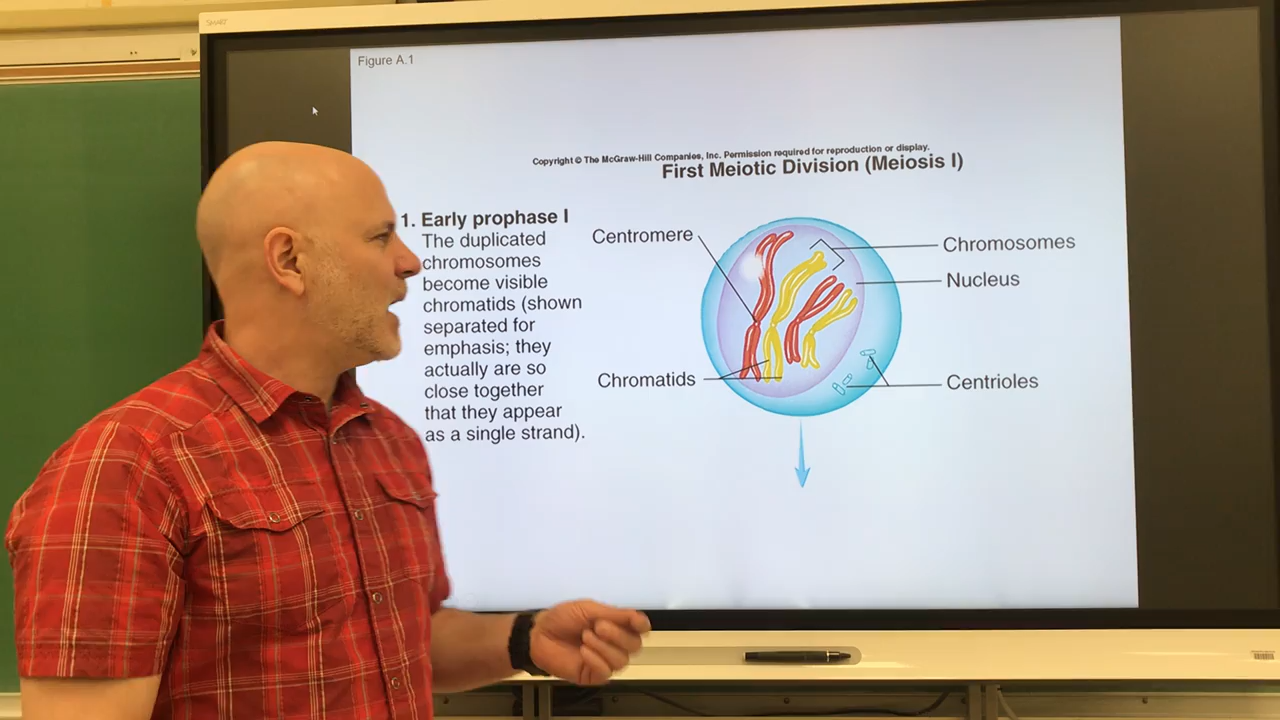 SMART
Figure A.1
Copyright © The McGraw-Hill Companies, Inc. Permission required for reproduction or display.
First Meiotic Division (Meiosis I)
1. Early prophase I
The duplicated
chromosomes
become visible
chromatids (shown
separated for
emphasis; they
actually are so
close together
that they appear
as a single strand).
Centromere
Chromatids
Chromosomes
Nucleus
Centrioles